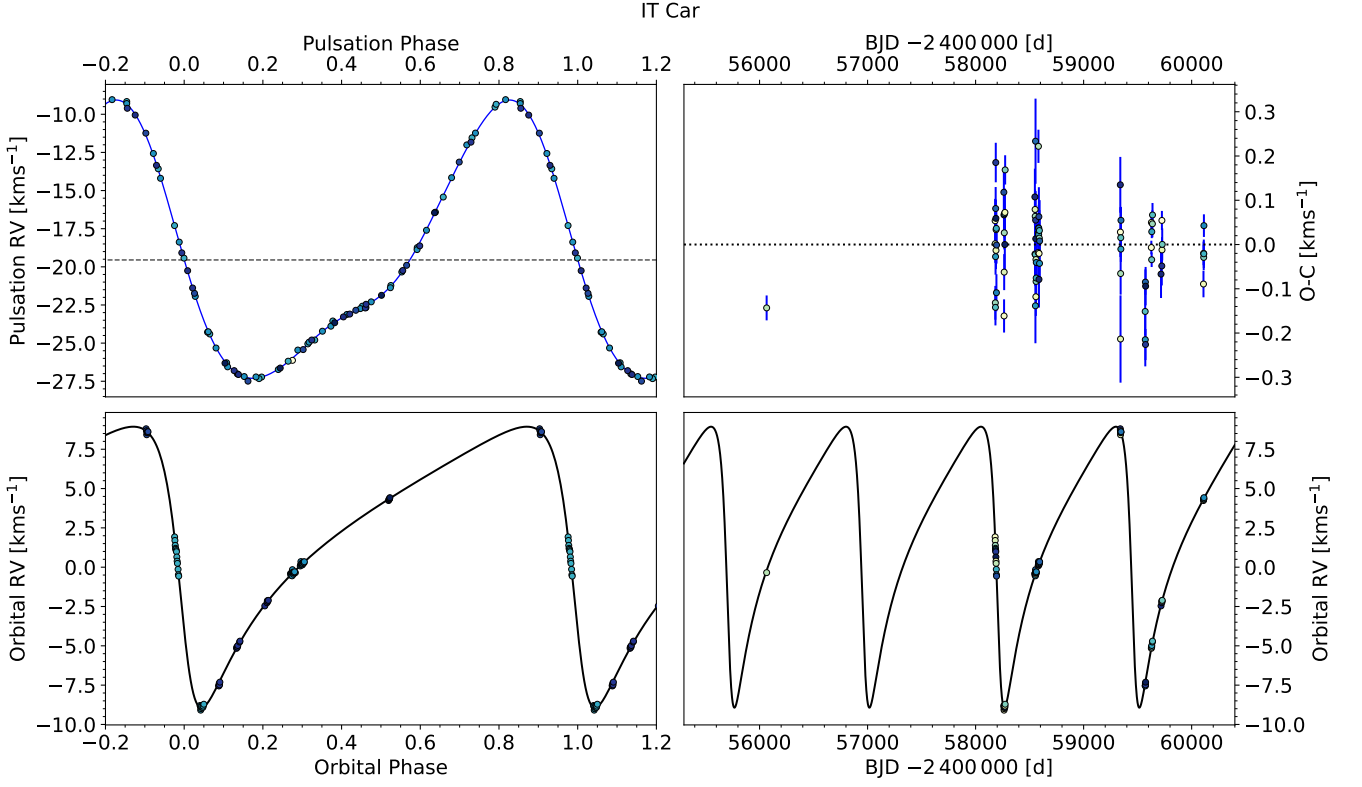 IT Car
Pulsation Phase
−0.2 0.0 0.2 0.4 0.6 0.8 1.0 1.2
BJD −2 400 000 [d]
56000 57000 58000 59000 60000
Pulsation RV [kms⁻¹]
−10.0
−12.5
−15.0
−17.5
−20.0
−22.5
−25.0
−27.5
0.3
0.2
0.1
0.0
−0.1
−0.2
−0.3
O-C [kms⁻¹]
Orbital RV [kms⁻¹]
7.5
5.0
2.5
0.0
−2.5
−5.0
−7.5
−10.0
7.5
5.0
2.5
0.0
−2.5
−5.0
−7.5
−10.0
Orbital RV [kms⁻¹]
−0.2 0.0 0.2 0.4 0.6 0.8 1.0 1.2
Orbital Phase
56000 57000 58000 59000 60000
BJD −2 400 000 [d]